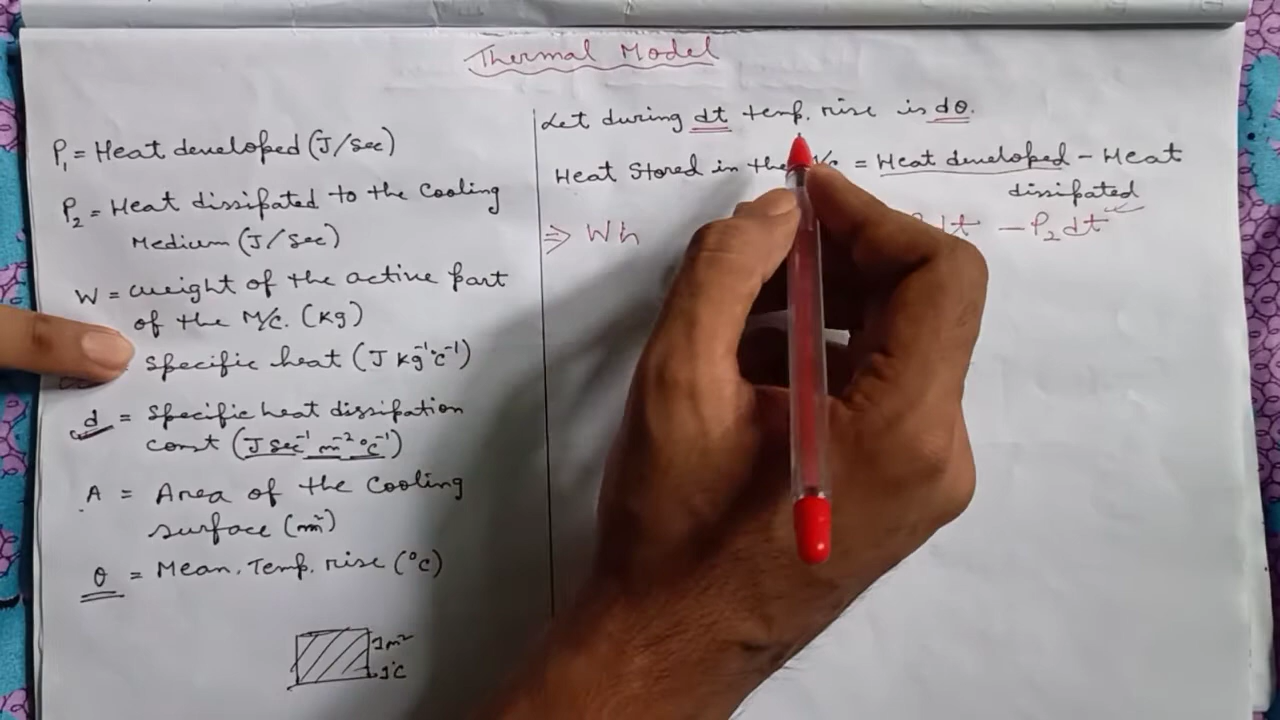 Thermal Model
P₁ = Heat developed (J/sec)
P₂ = Heat dissipated to the Cooling
Medium (J/sec)
W = weight of the active part
of the M/c. (Kg)
Specific heat (J Kg⁻¹ °c⁻¹)
d = Specific heat dissipation
const (J sec⁻¹ m⁻² °c⁻¹)
A = Area of the Cooling
surface (m²)
θ = Mean. Temp. rise (°c)
1m²
1°C
Let during dt temp. rise is dθ.
Heat Stored in the = Heat developed - Heat
dissipated
⇒ Wh dt - P₂dt